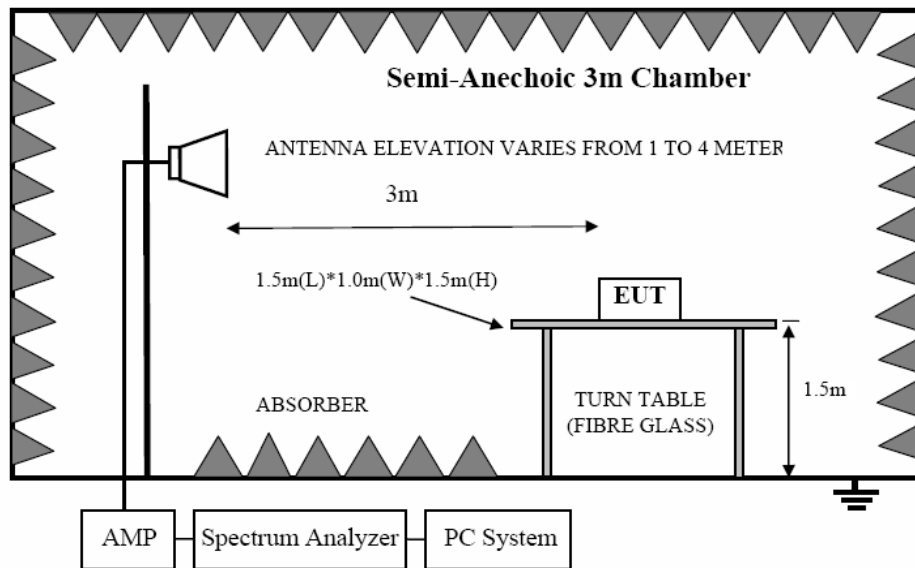 Semi-Anechoic 3m Chamber
ANTENNA ELEVATION VARIES FROM 1 TO 4 METER
3m
1.5m(L)*1.0m(W)*1.5m(H)
EUT
ABSORBER
TURN TABLE
(FIBRE GLASS)
1.5m
AMP
Spectrum Analyzer
PC System